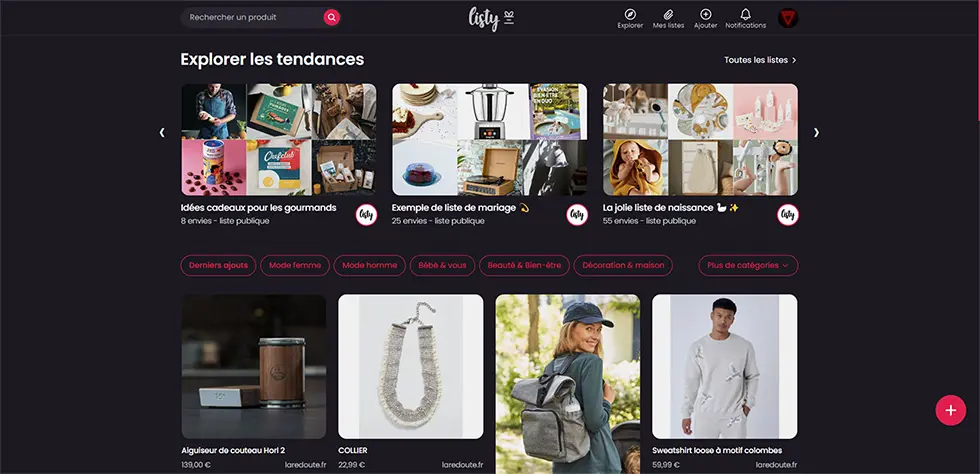 Rechercher un produit
listy
Explorer
Mes listes
Ajouter
Notifications
Explorer les tendances
Toutes les listes
Chefclub
ÉVASION
BIEN-ÊTRE
EN DUO
Idées cadeaux pour les gourmands
8 envies - liste publique
listy
Exemple de liste de mariage 💫
25 envies - liste publique
listy
La jolie liste de naissance 🦢 ✨
55 envies - liste publique
listy
Derniers ajouts
Mode femme
Mode homme
Bébé & vous
Beauté & Bien-être
Décoration & maison
Plus de catégories
Aiguiseur de couteau Horl 2
139,00 €
laredoute.fr
COLLIER
22,99 €
laredoute.fr
Sweatshirt loose à motif colombes
59,99 €
laredoute.fr